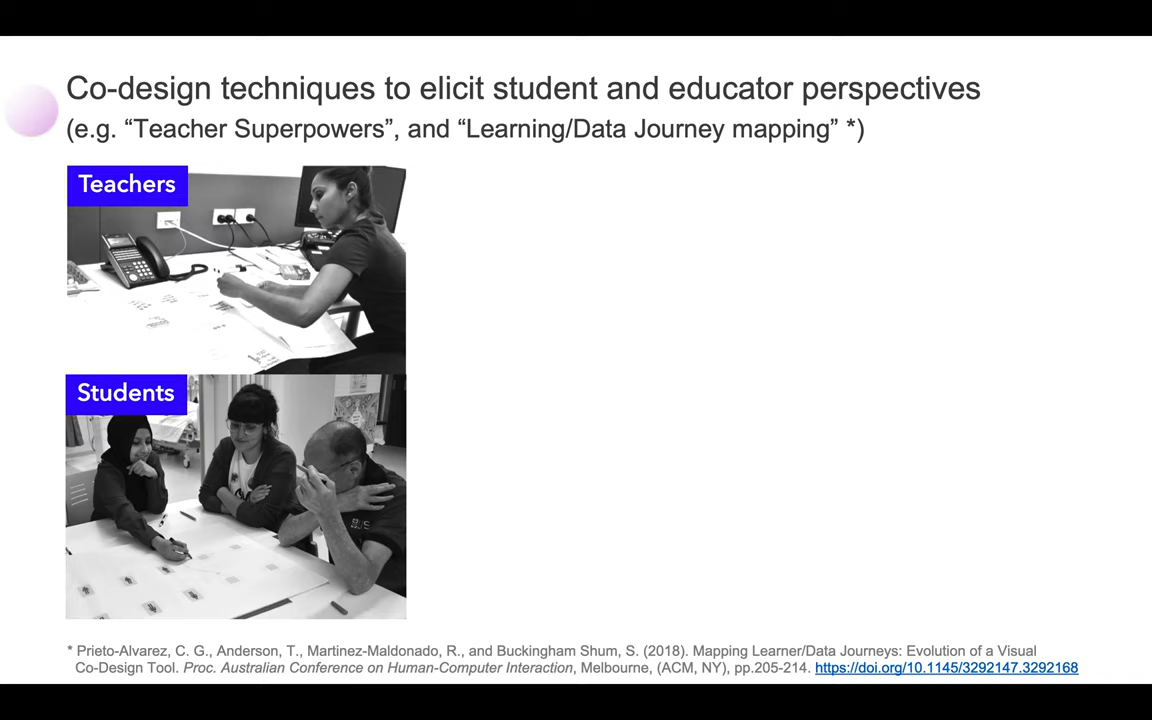 Co-design techniques to elicit student and educator perspectives
(e.g. “Teacher Superpowers”, and “Learning/Data Journey mapping” *)
Teachers
Students
* Prieto-Alvarez, C. G., Anderson, T., Martinez-Maldonado, R., and Buckingham Shum, S. (2018). Mapping Learner/Data Journeys: Evolution of a Visual
Co-Design Tool. Proc. Australian Conference on Human-Computer Interaction, Melbourne, (ACM, NY), pp.205-214. https://doi.org/10.1145/3292147.3292168